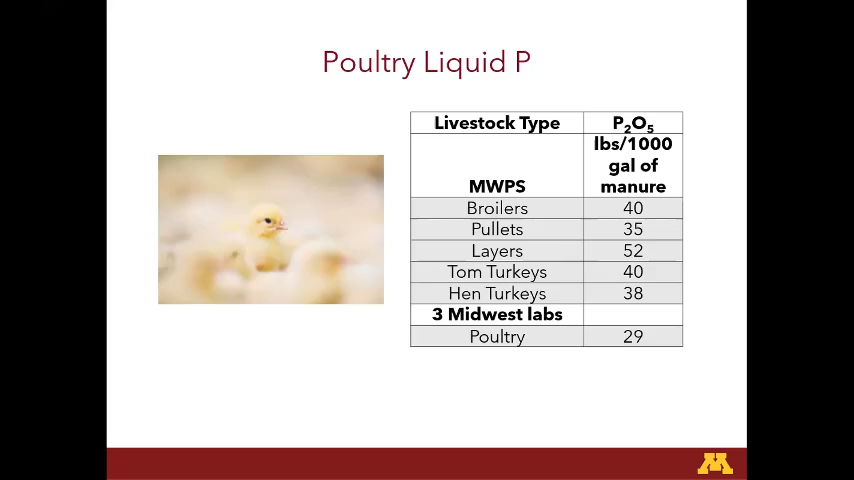 Poultry Liquid P
Livestock Type P₂O₅
MWPS lbs/1000 gal of manure
Broilers 40
Pullets 35
Layers 52
Tom Turkeys 40
Hen Turkeys 38
3 Midwest labs
Poultry 29
M